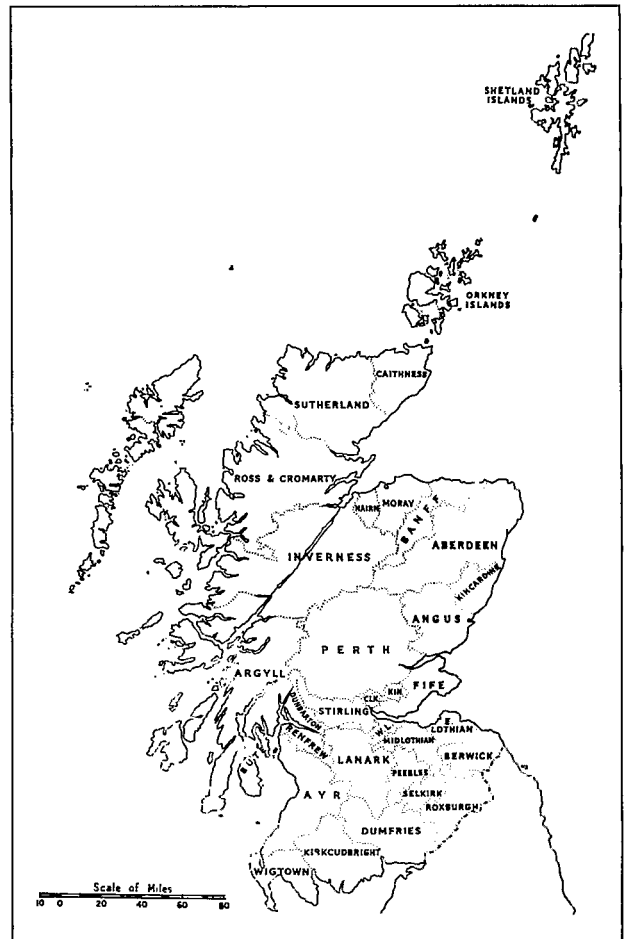 SHETLAND
ISLANDS
ORKNEY
ISLANDS
CAITHNESS
SUTHERLAND
ROSS & CROMARTY
NAIRN
MORAY
BANFF
INVERNESS
ABERDEEN
KINCARDINE
ANGUS
PERTH
ARGYLL
FIFE
KIN
CLK.
STIRLING
DUNBARTON
RENFREW
BUTE
W.L.
MIDLOTHIAN
E.
LOTHIAN
BERWICK
LANARK
PEEBLES
SELKIRK
ROXBURGH
AYR
DUMFRIES
KIRKCUDBRIGHT
WIGTOWN
Scale of Miles
10 0 20 40 60 80